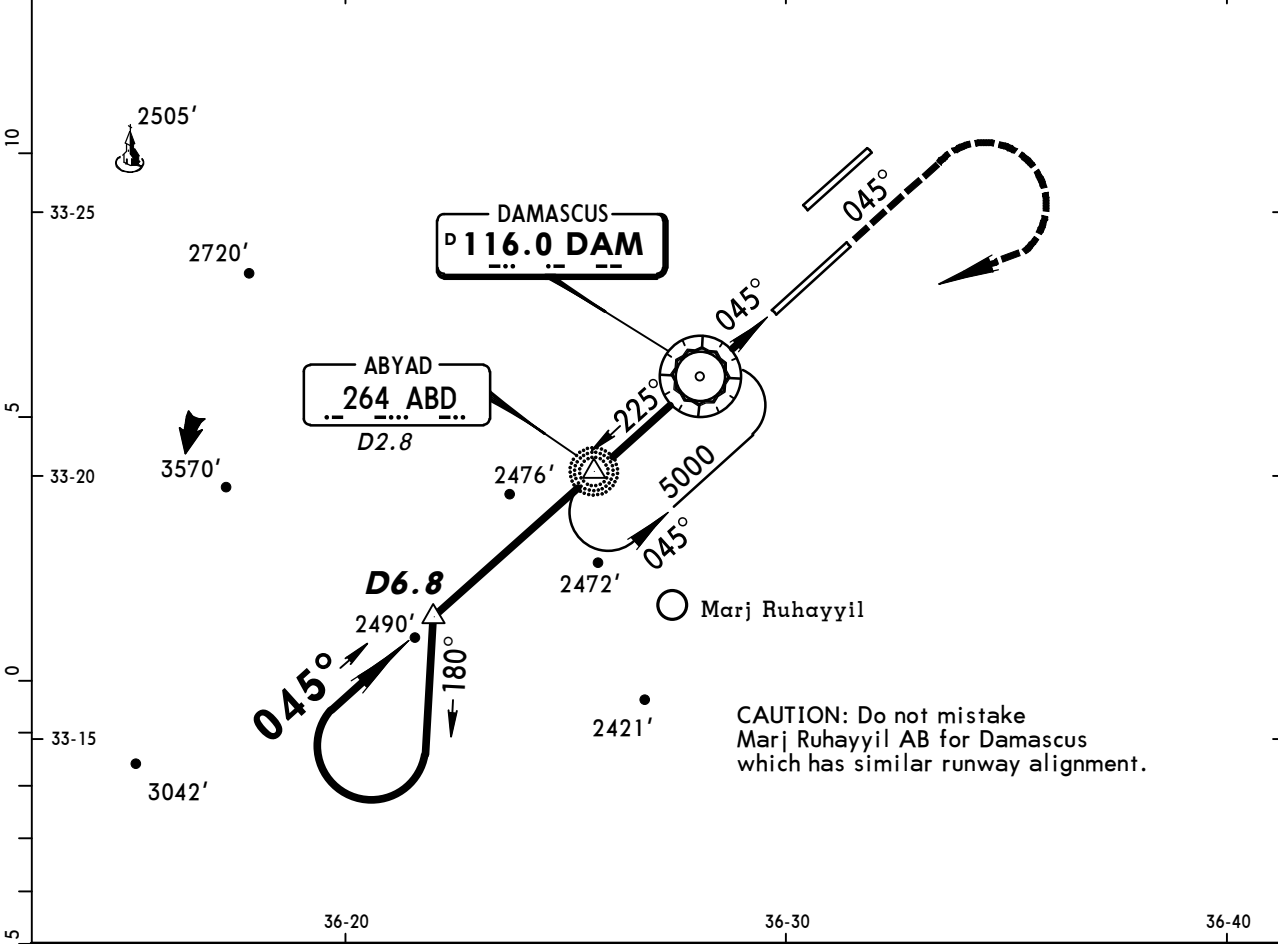 2505'
10
33-25
DAMASCUS
D 116.0 DAM
045°
2720'
045°
ABYAD
264 ABD
D2.8
225°
5
3570'
33-20
2476'
5000
045°
2472'
D6.8
2490'
Marj Ruhayyil
180°
045°
0
2421'
33-15
CAUTION: Do not mistake
Marj Ruhayyil AB for Damascus
which has similar runway alignment.
3042'
5
36-20
36-30
36-40